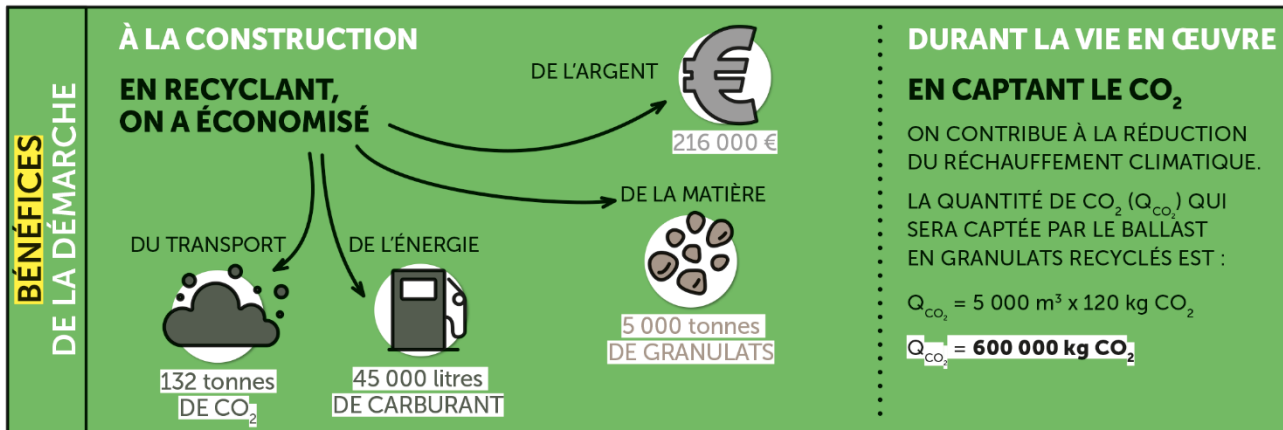 BÉNÉFICES
DE LA DÉMARCHE
À LA CONSTRUCTION
EN RECYCLANT,
ON A ÉCONOMISÉ
DE L'ARGENT
216 000 €
DE LA MATIÈRE
5 000 tonnes
DE GRANULATS
DU TRANSPORT
132 tonnes
DE CO₂
DE L'ÉNERGIE
45 000 litres
DE CARBURANT
DURANT LA VIE EN ŒUVRE
EN CAPTANT LE CO₂
ON CONTRIBUE À LA RÉDUCTION
DU RÉCHAUFFEMENT CLIMATIQUE.
LA QUANTITÉ DE CO₂ (Q_CO₂) QUI
SERA CAPTÉE PAR LE BALLAST
EN GRANULATS RECYCLÉS EST :
Q_CO₂ = 5 000 m³ x 120 kg CO₂
Q_CO₂ = 600 000 kg CO₂